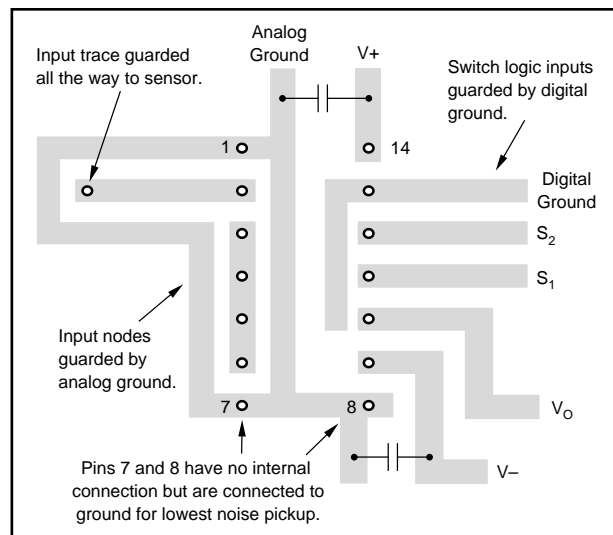 Analog
Ground
V+
Input trace guarded
all the way to sensor.
Switch logic inputs
guarded by digital
ground.
1
14
Digital
Ground
S2
S1
Input nodes
guarded by
analog ground.
7
8
VO
V–
Pins 7 and 8 have no internal
connection but are connected to
ground for lowest noise pickup.